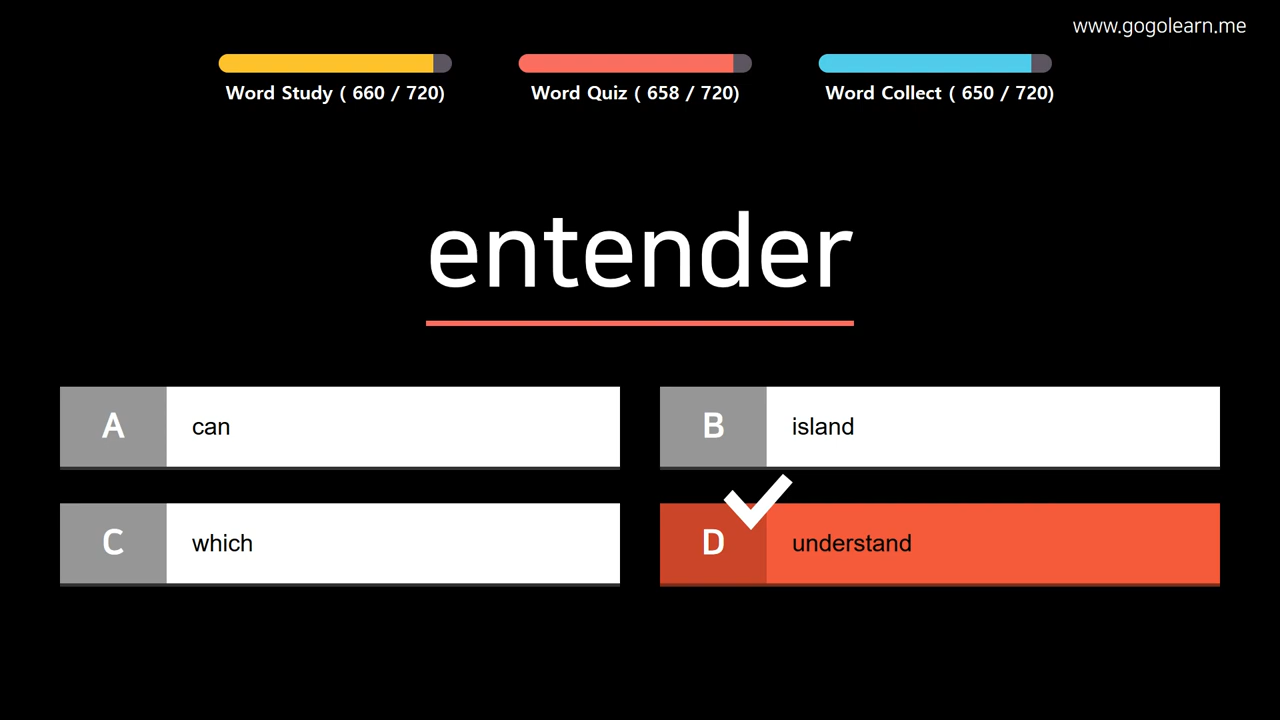 www.gogolearn.me
Word Study ( 660 / 720)
Word Quiz ( 658 / 720)
Word Collect ( 650 / 720)
entender
A can
B island
C which
D understand